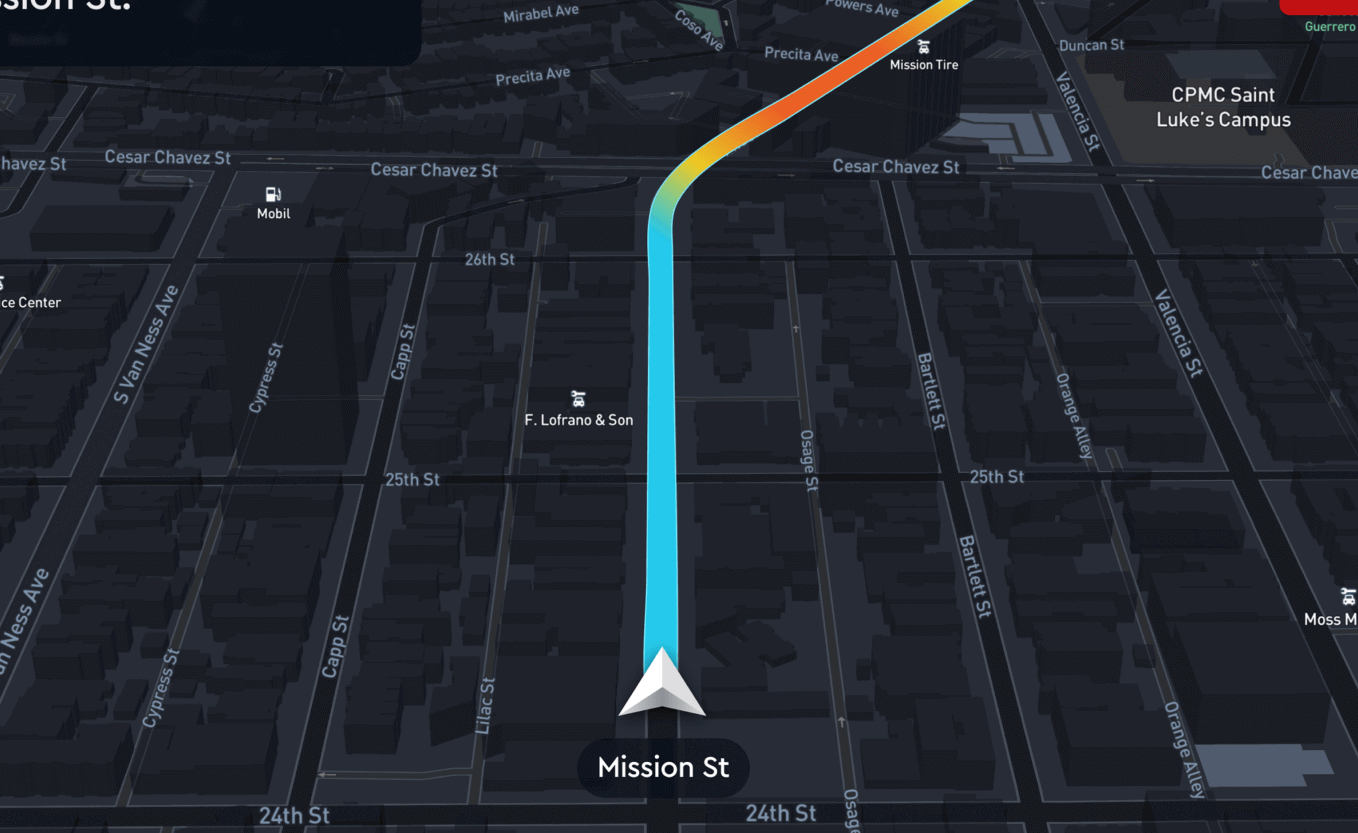 ssion St.
Mirabel Ave
Coso Ave
Powers Ave
Precita Ave
Precita Ave
Mission Tire
Duncan St
Guerrero
Valencia St
CPMC Saint
Luke's Campus
havez St
Cesar Chavez St
Cesar Chavez St
Cesar Chavez St
Cesar Chave
Mobil
26th St
ce Center
S Van Ness Ave
Cypress St
Capp St
F. Lofrano & Son
Bartlett St
Orange Alley
Valencia St
Osage St
25th St
25th St
an Ness Ave
Cypress St
Capp St
Lilac St
Bartlett St
Orange Alley
Moss M
Mission St
24th St
24th St
Osage